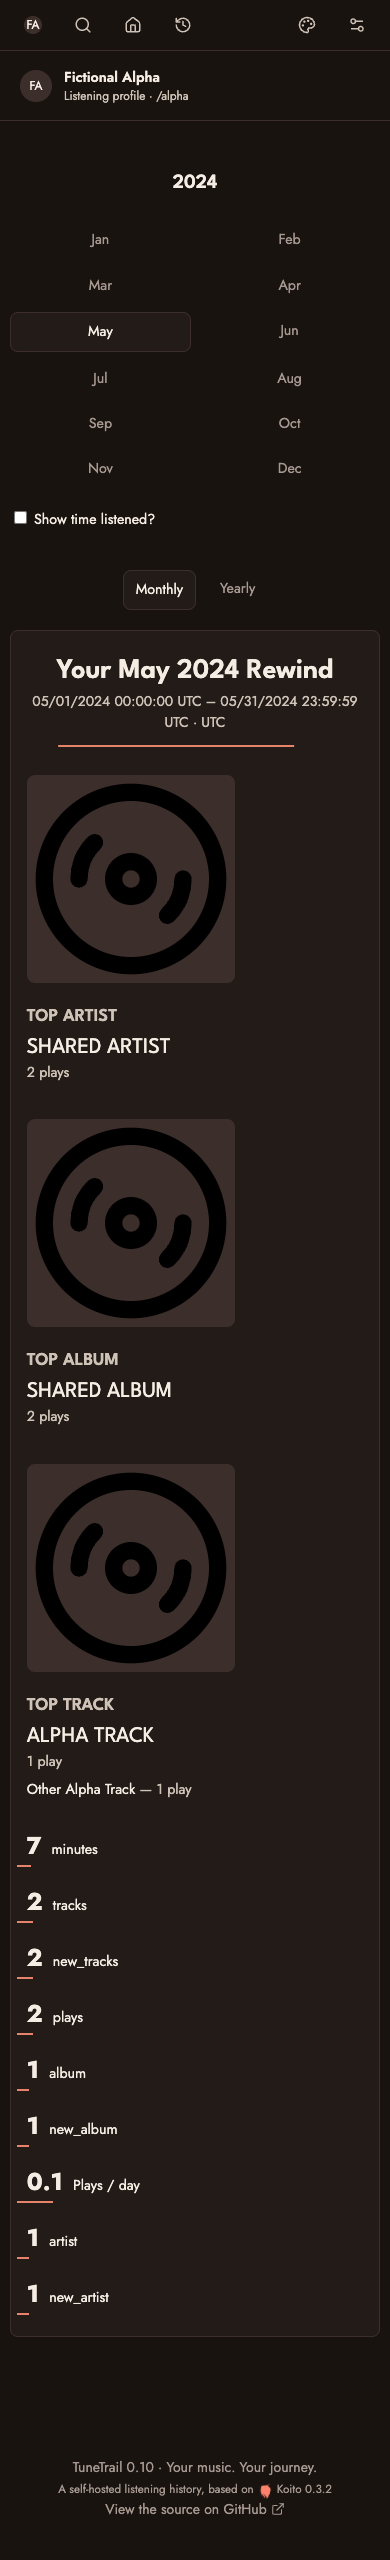 FA
FA
Fictional Alpha
Listening profile · /alpha
2024
Jan
Feb
Mar
Apr
May
Jun
Jul
Aug
Sep
Oct
Nov
Dec
Show time listened?
Monthly
Yearly
Your May 2024 Rewind
05/01/2024 00:00:00 UTC – 05/31/2024 23:59:59
UTC · UTC
TOP ARTIST
SHARED ARTIST
2 plays
TOP ALBUM
SHARED ALBUM
2 plays
TOP TRACK
ALPHA TRACK
1 play
Other Alpha Track — 1 play
7 minutes
2 tracks
2 new_tracks
2 plays
1 album
1 new_album
0.1 Plays / day
1 artist
1 new_artist
TuneTrail 0.10 · Your music. Your journey.
A self-hosted listening history, based on Koito 0.3.2
View the source on GitHub